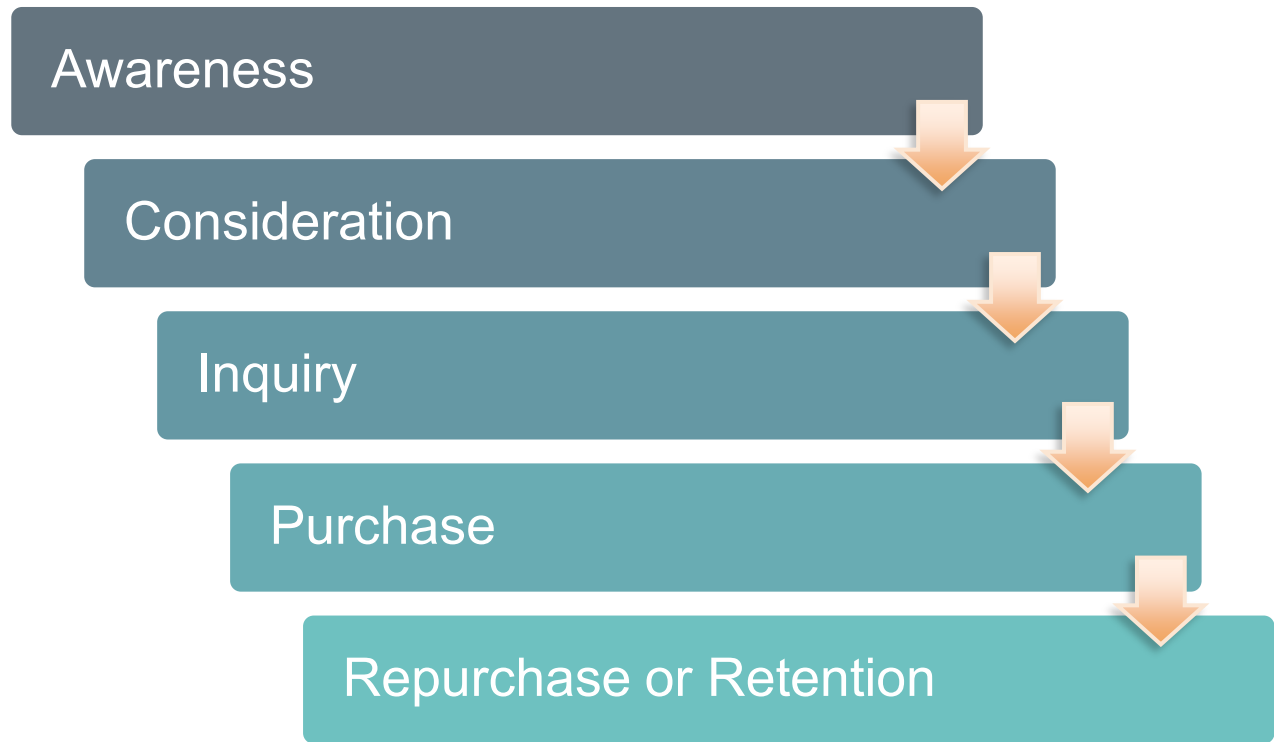 Awareness
Consideration
Inquiry
Purchase
Repurchase or Retention